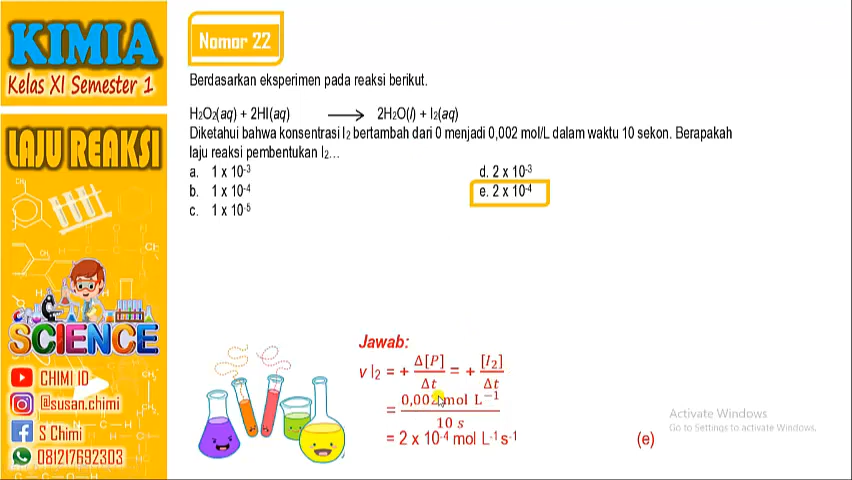 KIMIA
Kelas XI Semester 1
LAJU REAKSI
SCIENCE
CHIMI ID
@susan.chimi
S Chimi
081217692303
Nomor 22
Berdasarkan eksperimen pada reaksi berikut.
H₂O₂(aq) + 2HI(aq) ⟶ 2H₂O(l) + I₂(aq)
Diketahui bahwa konsentrasi I₂ bertambah dari 0 menjadi 0,002 mol/L dalam waktu 10 sekon. Berapakah
laju reaksi pembentukan I₂...
a. 1 x 10⁻³ d. 2 x 10⁻³
b. 1 x 10⁻⁴ e. 2 x 10⁻⁴
c. 1 x 10⁻⁵
Jawab:
v I₂ = + Δ[P]/Δt = + [I₂]/Δt
= 0,002 mol L⁻¹/10 s
= 2 x 10⁻⁴ mol L⁻¹ s⁻¹ (e)
Activate Windows
Go to Settings to activate Windows.